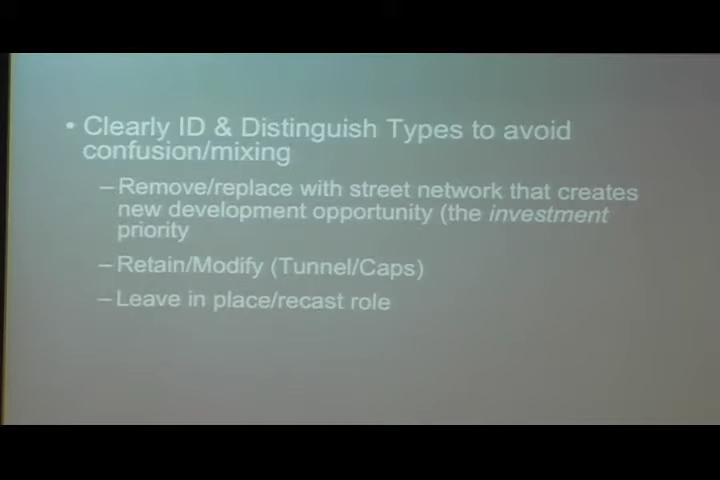 • Clearly ID & Distinguish Types to avoid
confusion/mixing
– Remove/replace with street network that creates
new development opportunity (the investment
priority
– Retain/Modify (Tunnel/Caps)
– Leave in place/recast role